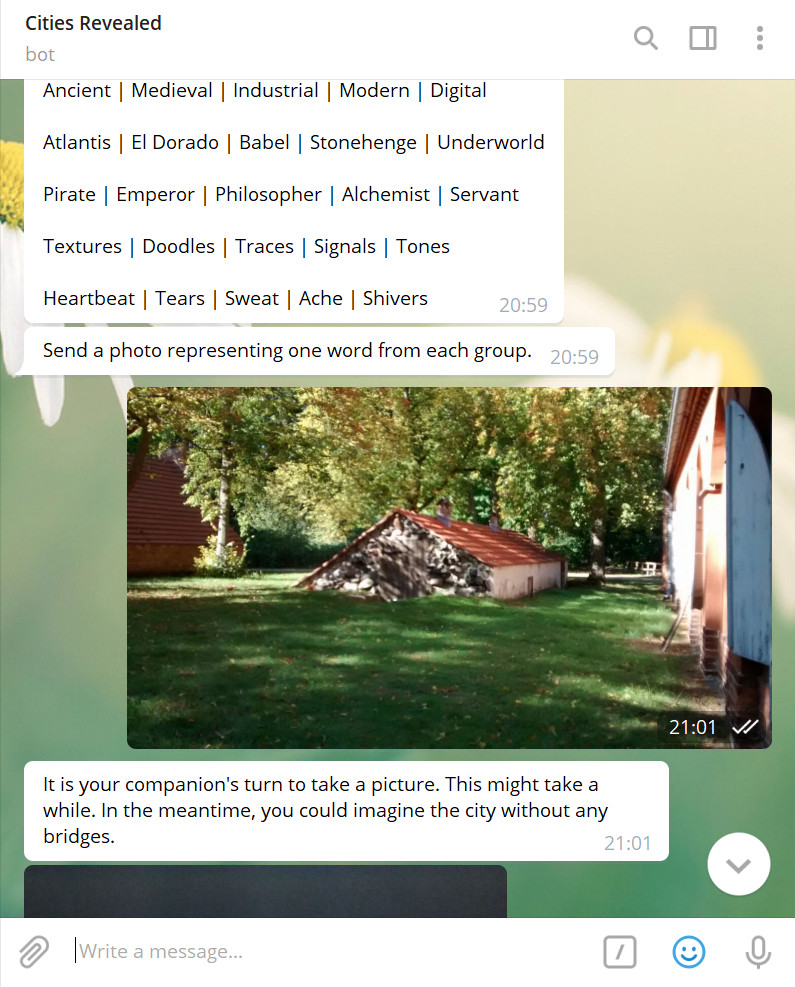 Cities Revealed
bot
Ancient | Medieval | Industrial | Modern | Digital
Atlantis | El Dorado | Babel | Stonehenge | Underworld
Pirate | Emperor | Philosopher | Alchemist | Servant
Textures | Doodles | Traces | Signals | Tones
Heartbeat | Tears | Sweat | Ache | Shivers
20:59
Send a photo representing one word from each group.
20:59
21:01
It is your companion's turn to take a picture. This might take a
while. In the meantime, you could imagine the city without any
bridges.
21:01
Write a message...